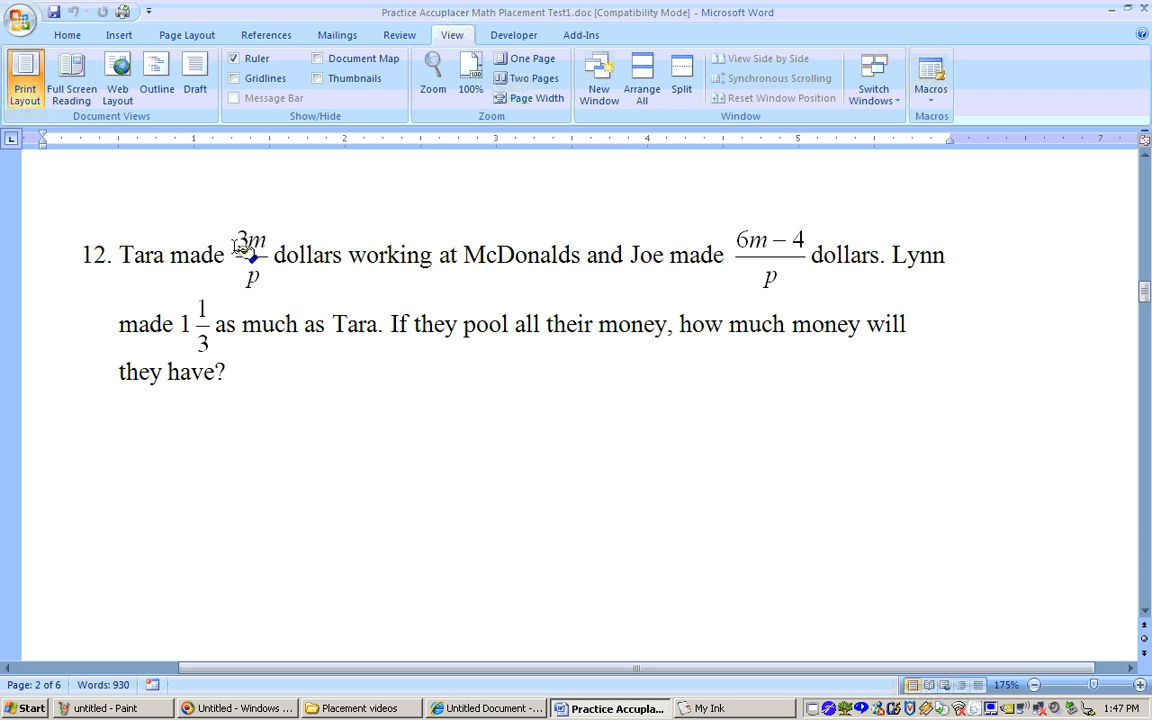 Practice Accuplacer Math Placement Test1.doc [Compatibility Mode] - Microsoft Word
Home Insert Page Layout References Mailings Review View Developer Add-Ins
Print Layout
Full Screen Reading
Web Layout
Outline
Draft
Document Views
Ruler
Gridlines
Message Bar
Document Map
Thumbnails
Show/Hide
Zoom
100%
One Page
Two Pages
Page Width
Zoom
New Window
Arrange All
Split
View Side by Side
Synchronous Scrolling
Reset Window Position
Window
Switch Windows
Macros
Macros
1 2 3 4 5 7
12. Tara made 3m/p dollars working at McDonalds and Joe made (6m − 4)/p dollars. Lynn
made 1 1/3 as much as Tara. If they pool all their money, how much money will
they have?
Page: 2 of 6 Words: 930 175%
Start untitled - Paint Untitled - Windows ... Placement videos Untitled Document -... Practice Accupla... My Ink 1:47 PM